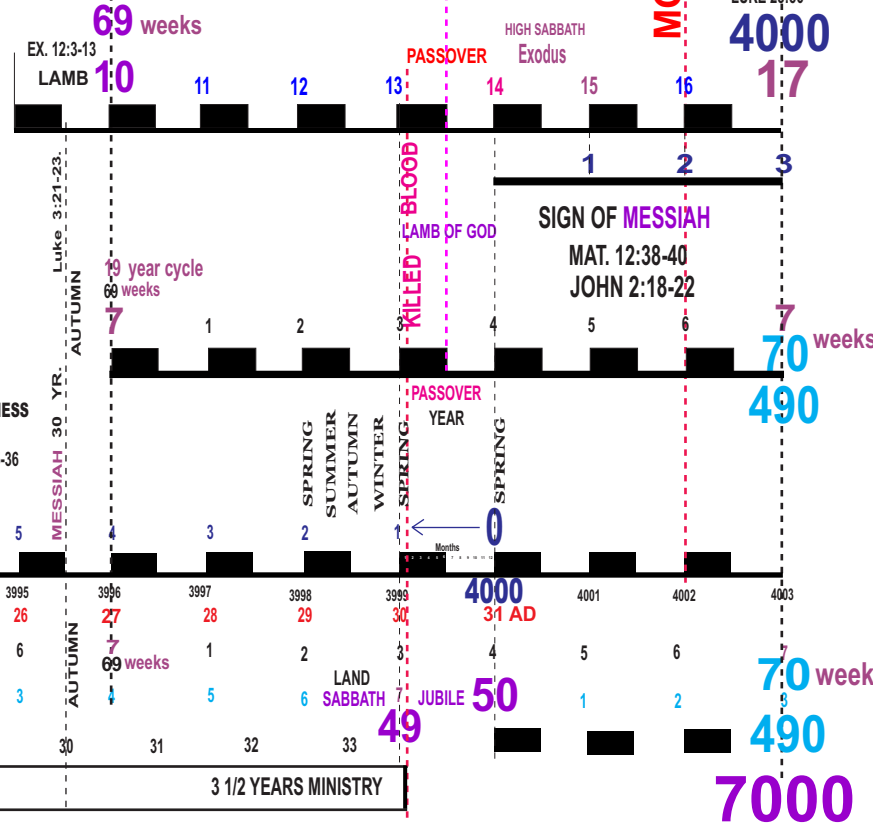 69 weeks
HIGH SABBATH
4000
EX. 12:3-13
PASSOVER
Exodus
LAMB 10
11
12
13
14
15
16
17
1
2
3
Luke 3:21-23.
AUTUMN
KILLED BLOOD
LAMB OF GOD
SIGN OF MESSIAH
MAT. 12:38-40
JOHN 2:18-22
19 year cycle
69 weeks
7
1
2
3
4
5
6
7
70 weeks
490
PASSOVER
YEAR
MESSIAH 30 YR.
-36
SPRING
SUMMER
AUTUMN
WINTER
SPRING
SPRING
5
4
3
2
1
0
Months
3995
3996
3997
3998
3999
4000
4001
4002
4003
26
27
28
29
30
31 AD
6
7
1
2
3
4
5
6
7
69 weeks
70 week
AUTUMN
LAND
SABBATH
JUBILE 50
3
4
5
6
7
1
2
3
49
490
30
31
32
33
3 1/2 YEARS MINISTRY
7000